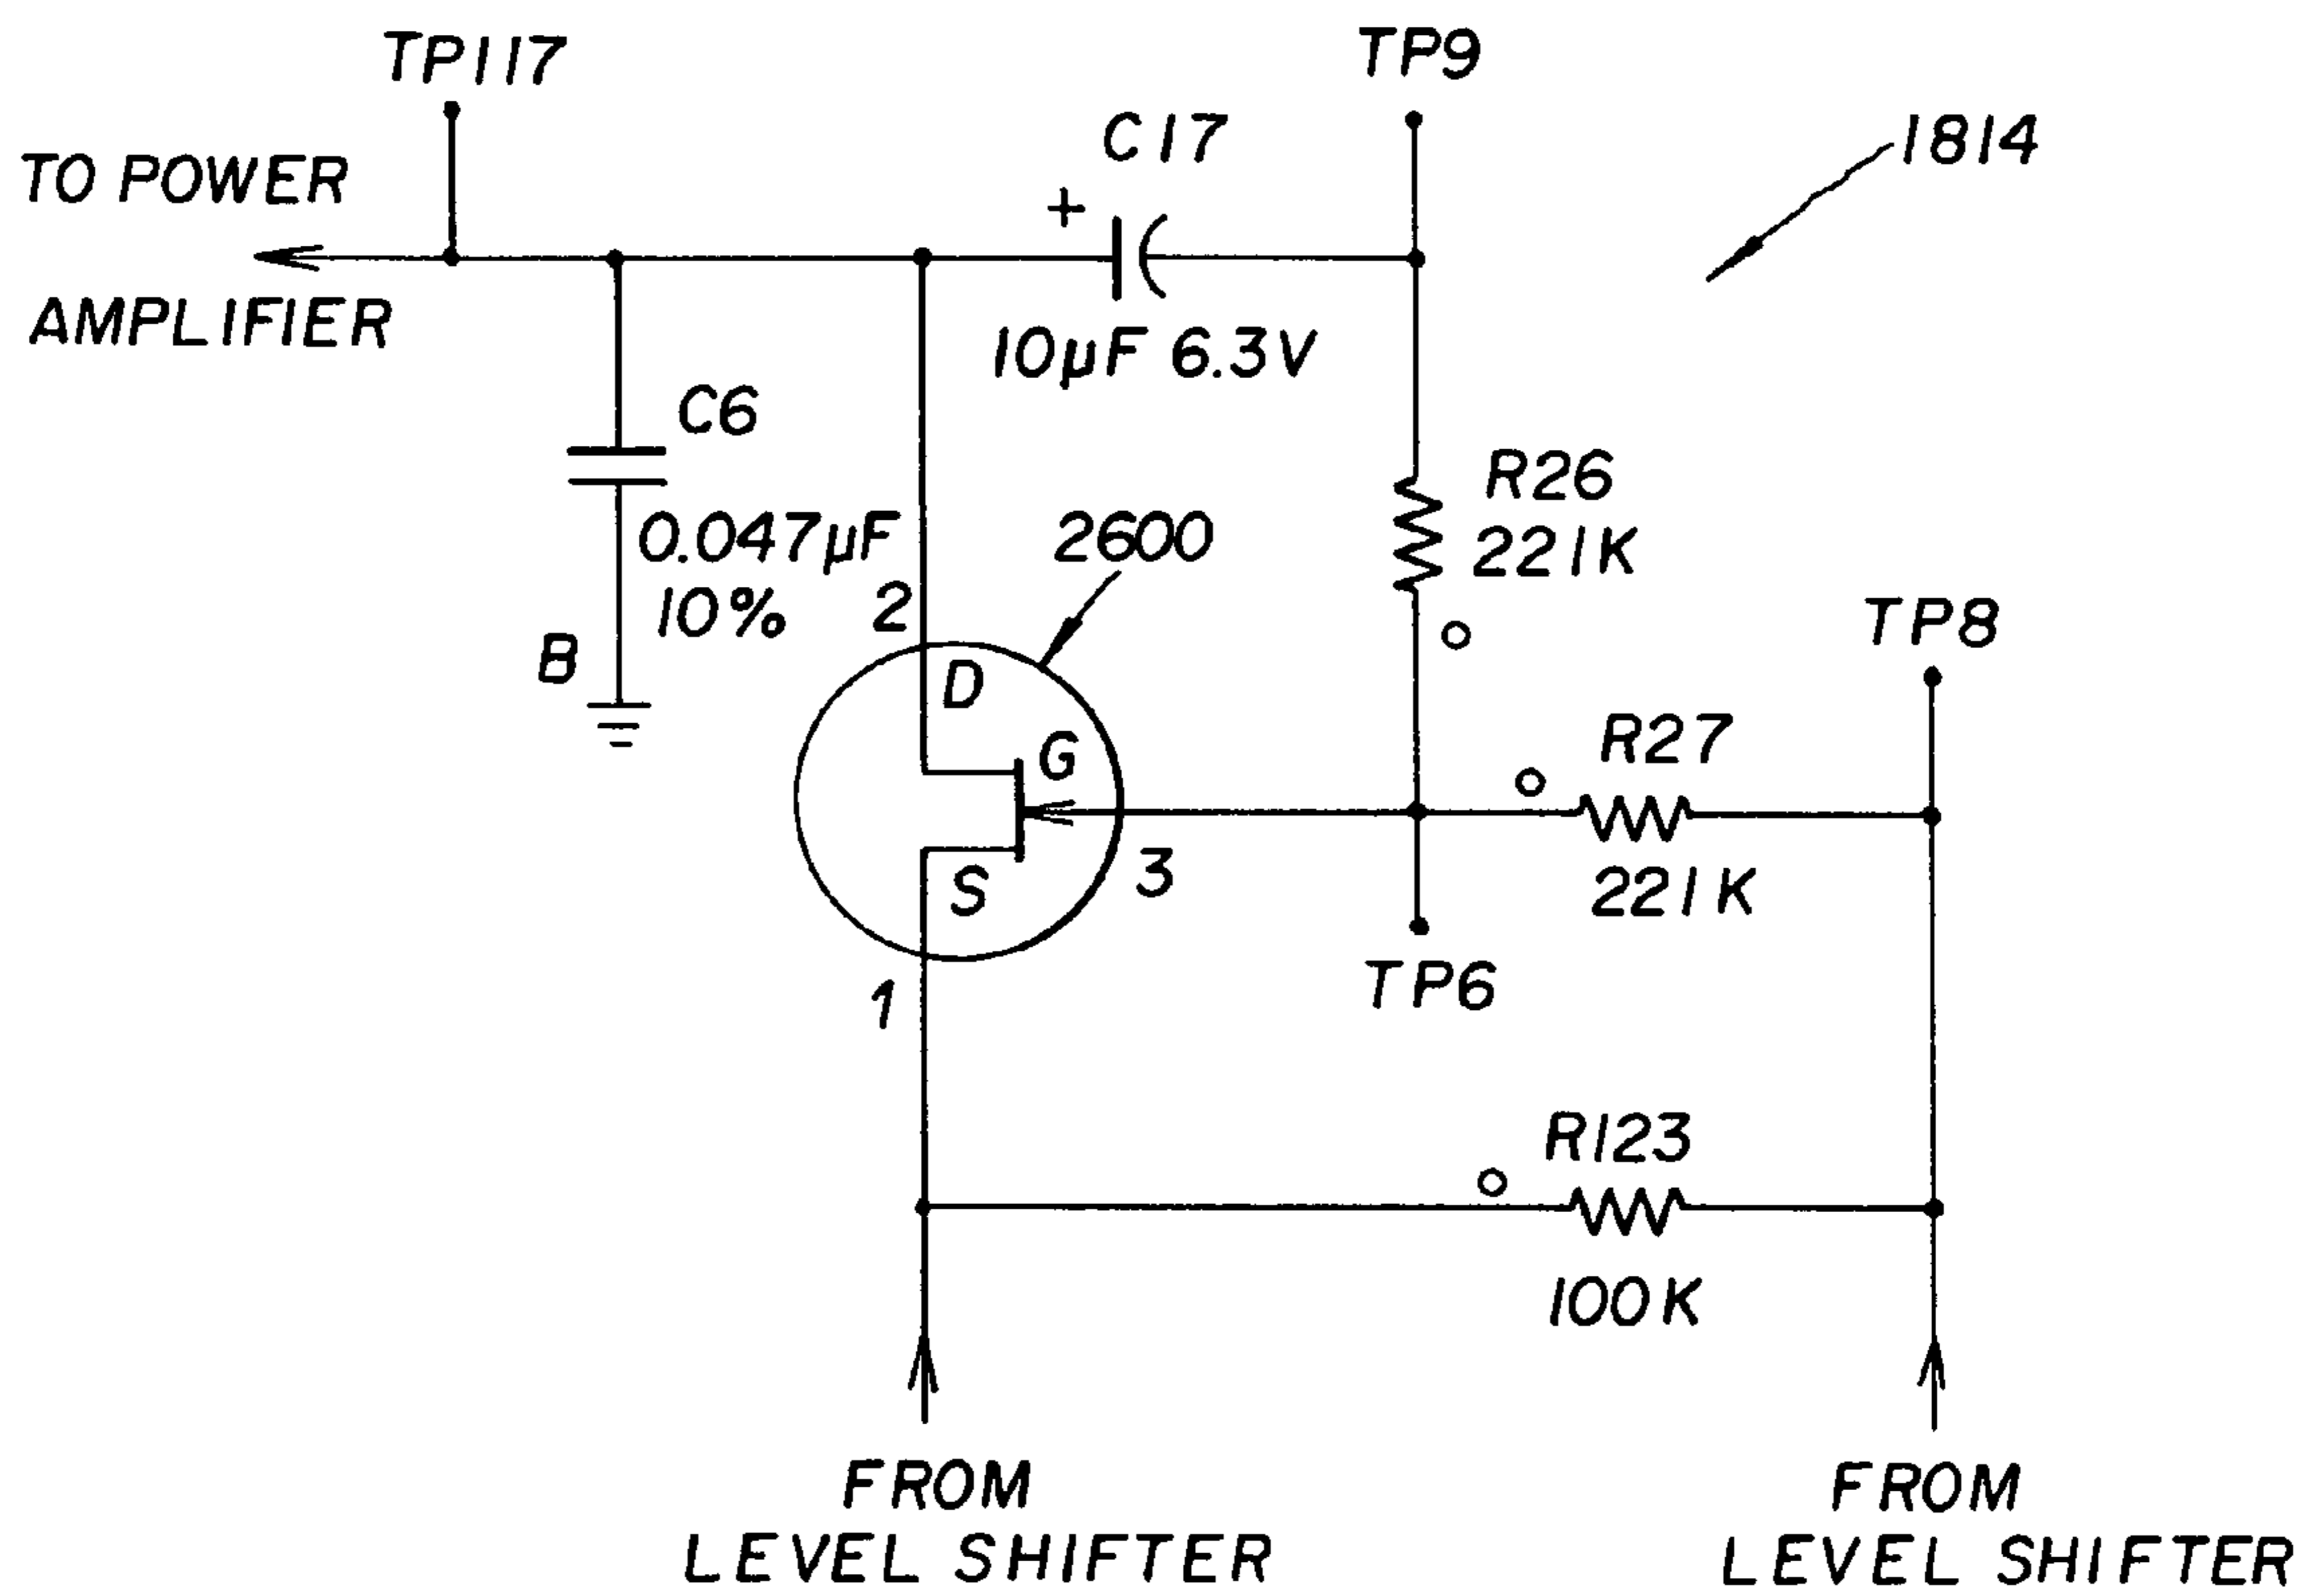 TP117
TP9
C17
1814
TO POWER
+
AMPLIFIER
10µF 6.3V
C6
R26
0.047µF
2600
221K
10%
2
TP8
B
D
R27
G
221K
S
3
TP6
1
R123
100K
FROM
LEVEL SHIFTER
FROM
LEVEL SHIFTER